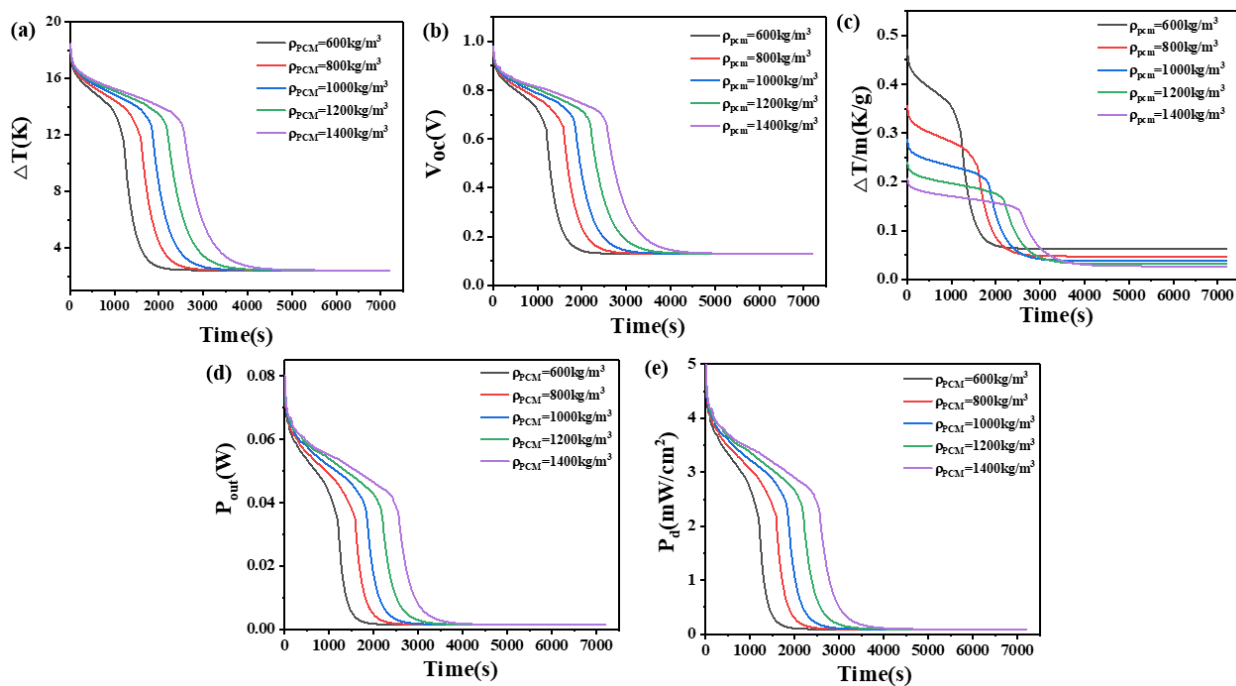 (a)
ρPCM=600kg/m³
ρPCM=800kg/m³
ρPCM=1000kg/m³
ρPCM=1200kg/m³
ρPCM=1400kg/m³
20
16
12
8
4
△T(K)
0 1000 2000 3000 4000 5000 6000 7000
Time(s)
(b)
ρpcm=600kg/m³
ρpcm=800kg/m³
ρpcm=1000kg/m³
ρpcm=1200kg/m³
ρpcm=1400kg/m³
1.0
0.8
0.6
0.4
0.2
0.0
Voc(V)
0 1000 2000 3000 4000 5000 6000 7000
Time(s)
(c)
ρpcm=600kg/m³
ρpcm=800kg/m³
ρpcm=1000kg/m³
ρpcm=1200kg/m³
ρpcm=1400kg/m³
0.5
0.4
0.3
0.2
0.1
0.0
△T/m(K/g)
0 1000 2000 3000 4000 5000 6000 7000
Time(s)
(d)
ρPCM=600kg/m³
ρPCM=800kg/m³
ρPCM=1000kg/m³
ρPCM=1200kg/m³
ρPCM=1400kg/m³
0.08
0.06
0.04
0.02
0.00
Pout(W)
0 1000 2000 3000 4000 5000 6000 7000
Time(s)
(e)
ρPCM=600kg/m³
ρPCM=800kg/m³
ρPCM=1000kg/m³
ρPCM=1200kg/m³
ρPCM=1400kg/m³
5
4
3
2
1
0
Pd(mW/cm²)
0 1000 2000 3000 4000 5000 6000 7000
Time(s)